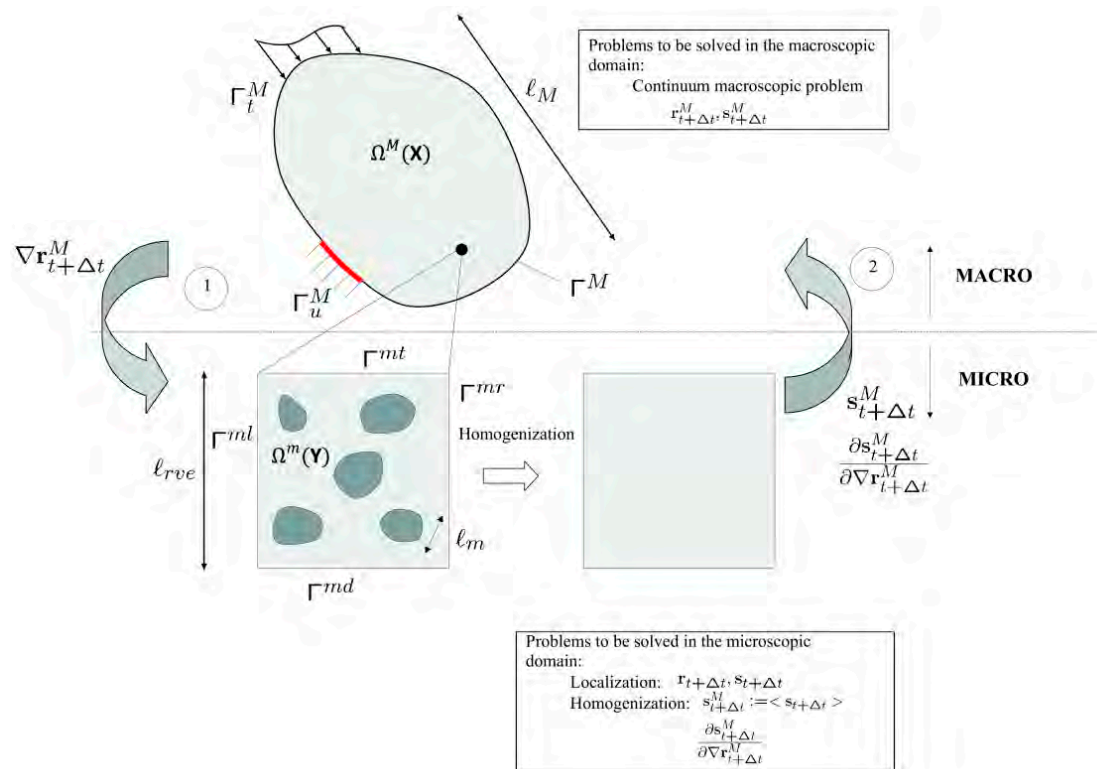 Problems to be solved in the macroscopic
domain:
Continuum macroscopic problem
r^M_{t+Δt}, s^M_{t+Δt}
Γ^M_t
ℓ_M
Ω^M(X)
∇r^M_{t+Δt}
1
Γ^M_u
Γ^M
2
MACRO
MICRO
Γ^{mt}
Γ^{mr}
Γ^{ml}
Homogenization
Ω^m(Y)
ℓ_{rve}
ℓ_m
Γ^{md}
s^M_{t+Δt}
∂s^M_{t+Δt}
∂∇r^M_{t+Δt}
Problems to be solved in the microscopic
domain:
Localization: r_{t+Δt}, s_{t+Δt}
Homogenization: s^M_{t+Δt} :=< s_{t+Δt} >
∂s^M_{t+Δt}
∂∇r^M_{t+Δt}